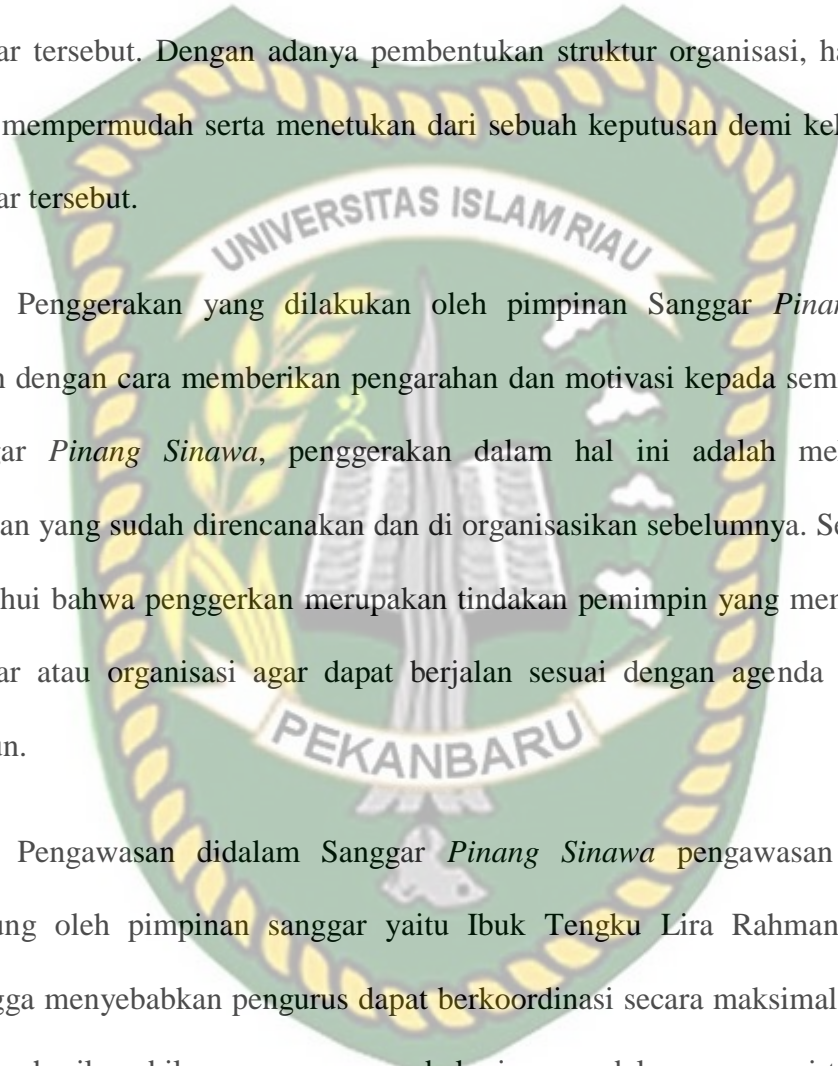 ar tersebut. Dengan adanya pembentukan struktur organisasi, ha
mempermudah serta menetukan dari sebuah keputusan demi kel
ar tersebut.
UNIVERSITAS ISLAM RIAU
Penggerakan yang dilakukan oleh pimpinan Sanggar Pinan
n dengan cara memberikan pengarahan dan motivasi kepada sem
gar Pinang Sinawa, penggerakan dalam hal ini adalah me
an yang sudah direncanakan dan di organisasikan sebelumnya. Se
hui bahwa penggerkan merupakan tindakan pemimpin yang men
ar atau organisasi agar dapat berjalan sesuai dengan agenda
un.
PEKANBARU
Pengawasan didalam Sanggar Pinang Sinawa pengawasan
ung oleh pimpinan sanggar yaitu Ibuk Tengku Lira Rahman
gga menyebabkan pengurus dapat berkoordinasi secara maksimal